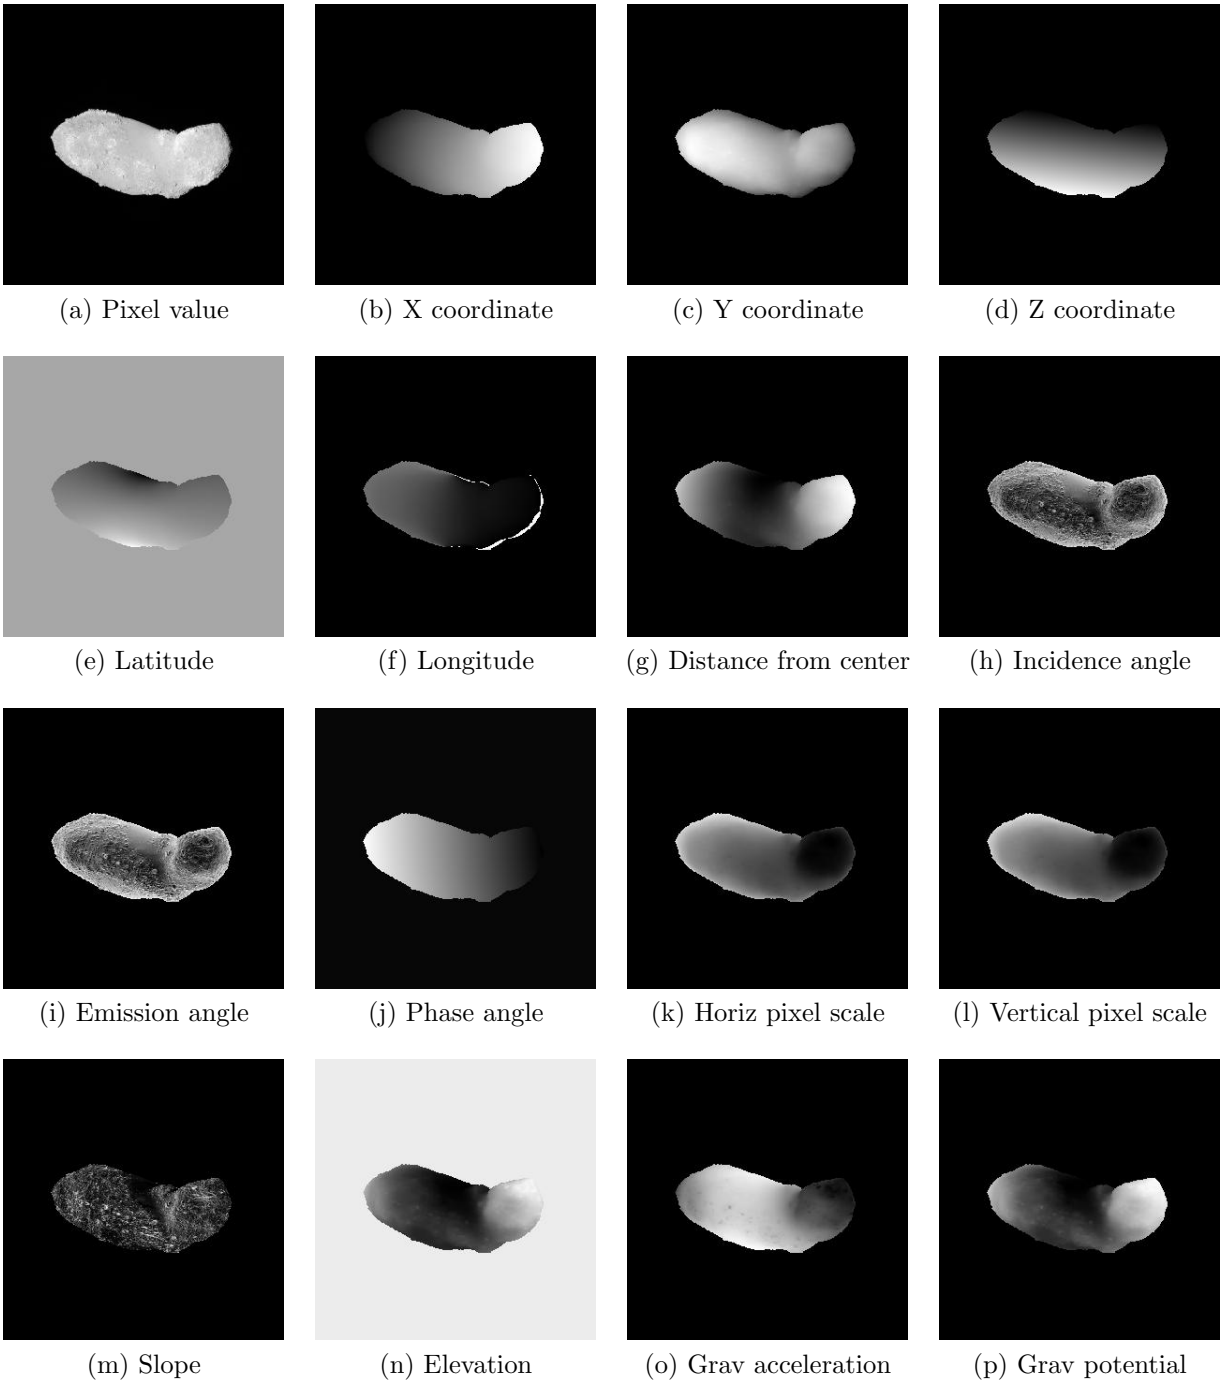 (a) Pixel value
(b) X coordinate
(c) Y coordinate
(d) Z coordinate
(e) Latitude
(f) Longitude
(g) Distance from center
(h) Incidence angle
(i) Emission angle
(j) Phase angle
(k) Horiz pixel scale
(l) Vertical pixel scale
(m) Slope
(n) Elevation
(o) Grav acceleration
(p) Grav potential